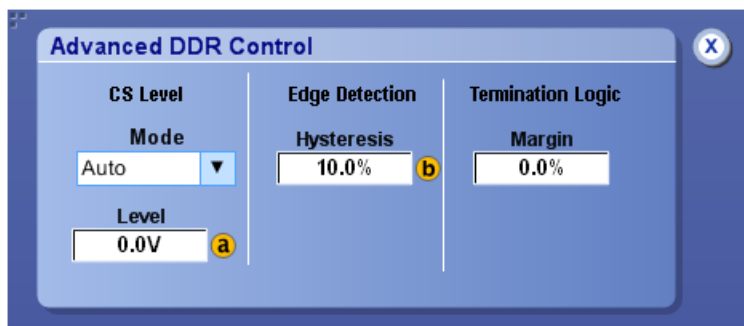 Advanced DDR Control
X
CS Level
Mode
Auto
Level
0.0V
a
Edge Detection
Hysteresis
10.0%
b
Termination Logic
Margin
0.0%